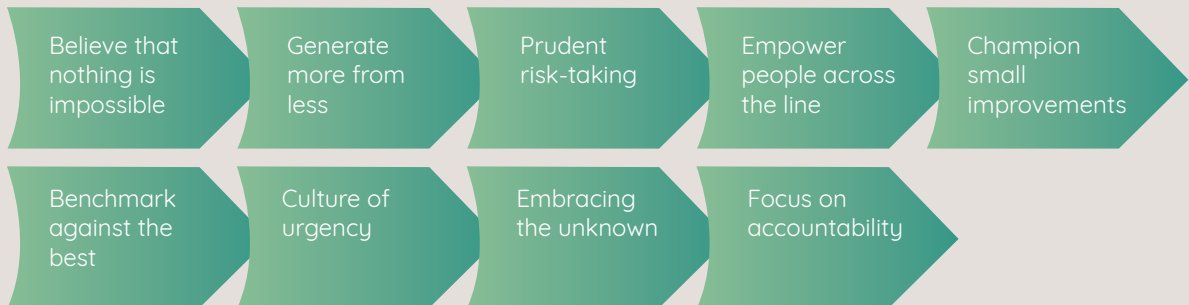 Believe that
nothing is
impossible
Generate
more from
less
Prudent
risk-taking
Empower
people across
the line
Champion
small
improvements
Benchmark
against the
best
Culture of
urgency
Embracing
the unknown
Focus on
accountability